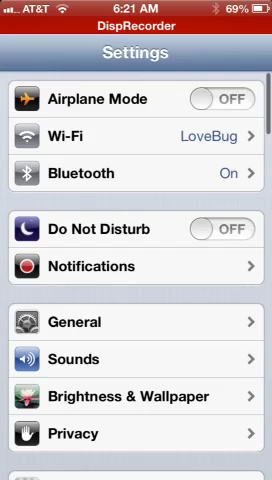 AT&T 6:21 AM 69%
DispRecorder
Settings
Airplane Mode OFF
Wi-Fi LoveBug
Bluetooth On
Do Not Disturb OFF
Notifications
General
Sounds
Brightness & Wallpaper
Privacy